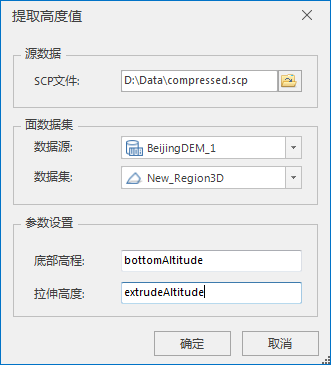 提取高度值
源数据
SCP文件: D:\Data\compressed.scp
面数据集
数据源: BeijingDEM_1
数据集: New_Region3D
参数设置
底部高程: bottomAltitude
拉伸高度: extrudeAltitude
确定 取消